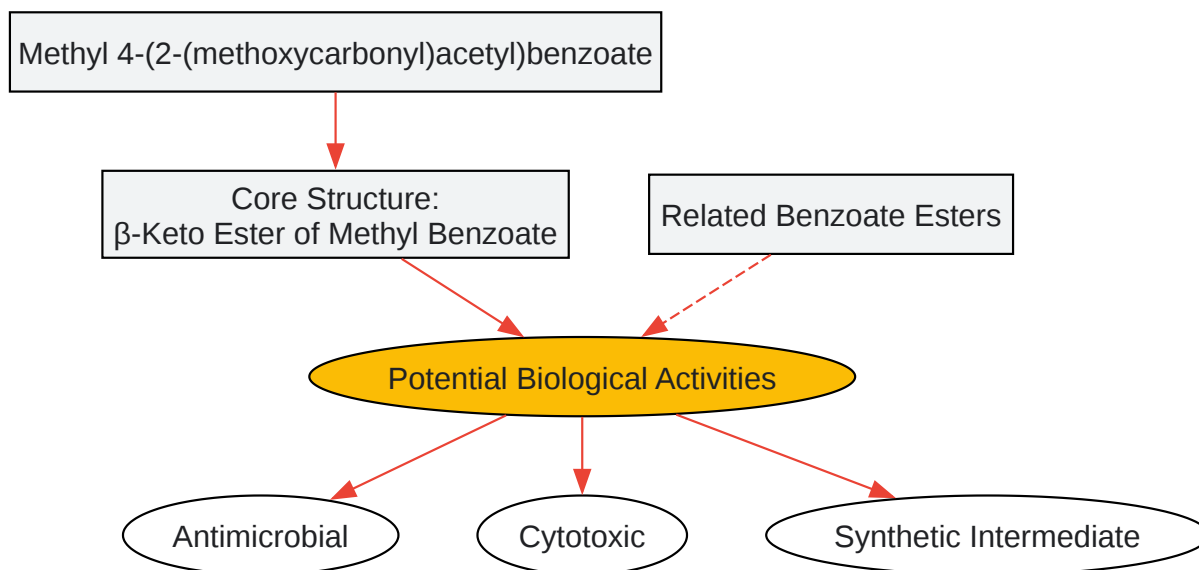 Methyl 4-(2-(methoxycarbonyl)acetyl)benzoate
Core Structure:
β-Keto Ester of Methyl Benzoate
Related Benzoate Esters
Potential Biological Activities
Antimicrobial
Cytotoxic
Synthetic Intermediate